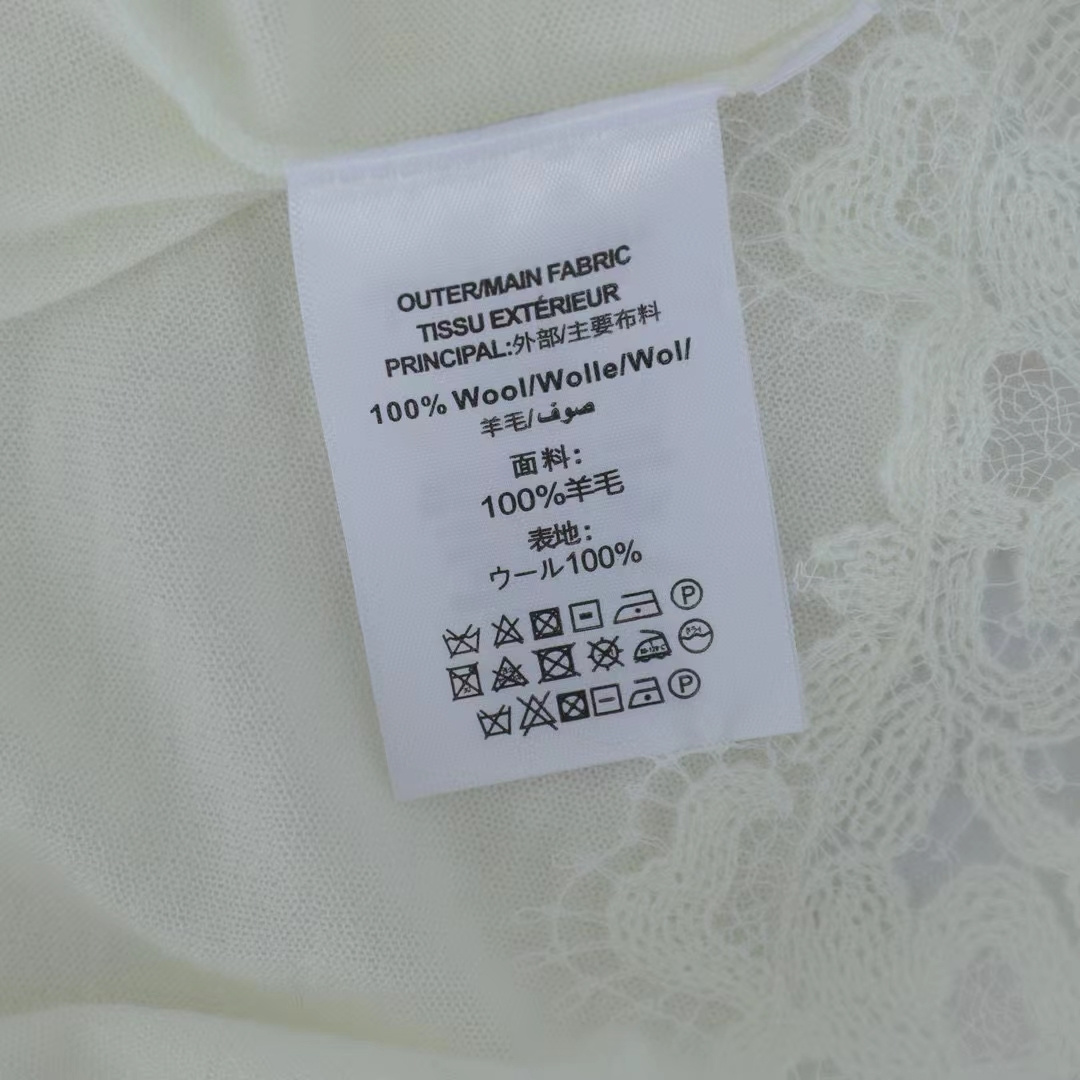 OUTER/MAIN FABRIC
TISSU EXTÉRIEUR
PRINCIPAL:外部/主要布料
100% Wool/Wolle/Wol/
羊毛/صوف
面料:
100%羊毛
表地:
ウール100%
P
P